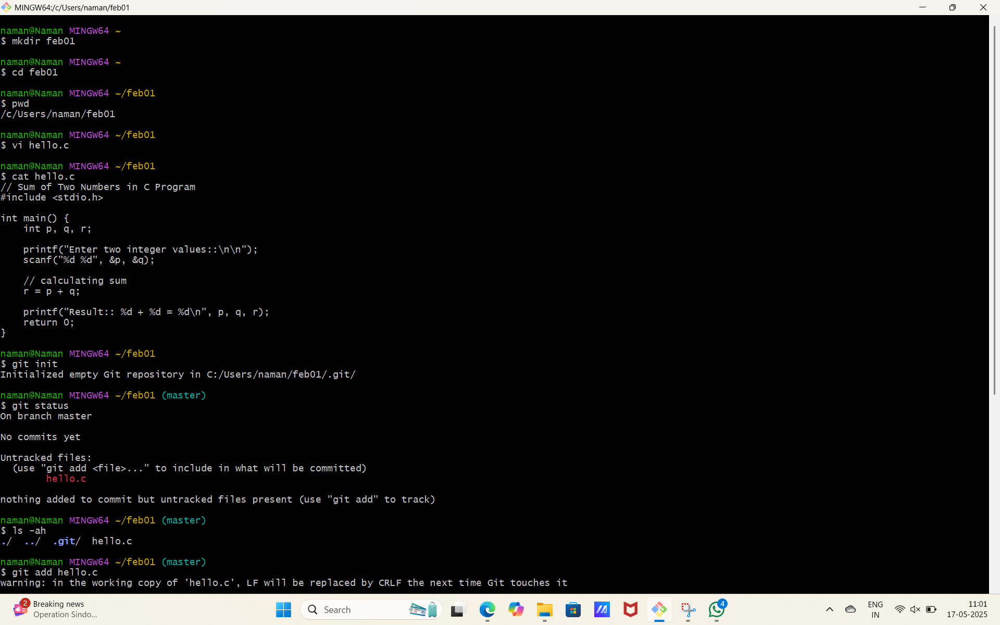 MINGW64:/c/Users/naman/feb01
naman@Naman MINGW64 ~
$ mkdir feb01
naman@Naman MINGW64 ~
$ cd feb01
naman@Naman MINGW64 ~/feb01
$ pwd
/c/Users/naman/feb01
naman@Naman MINGW64 ~/feb01
$ vi hello.c
naman@Naman MINGW64 ~/feb01
$ cat hello.c
// Sum of Two Numbers in C Program
#include <stdio.h>
int main() {
    int p, q, r;
    printf("Enter two integer values::\n\n");
    scanf("%d %d", &p, &q);
    // calculating sum
    r = p + q;
    printf("Result:: %d + %d = %d\n", p, q, r);
    return 0;
}
naman@Naman MINGW64 ~/feb01
$ git init
Initialized empty Git repository in C:/Users/naman/feb01/.git/
naman@Naman MINGW64 ~/feb01 (master)
$ git status
On branch master
No commits yet
Untracked files:
  (use "git add <file>..." to include in what will be committed)
        hello.c
nothing added to commit but untracked files present (use "git add" to track)
naman@Naman MINGW64 ~/feb01 (master)
$ ls -ah
./  ../  .git/  hello.c
naman@Naman MINGW64 ~/feb01 (master)
$ git add hello.c
warning: in the working copy of 'hello.c', LF will be replaced by CRLF the next time Git touches it
2
Breaking news
Operation Sindo...
Search
4
ENG
IN
11:01
17-05-2025